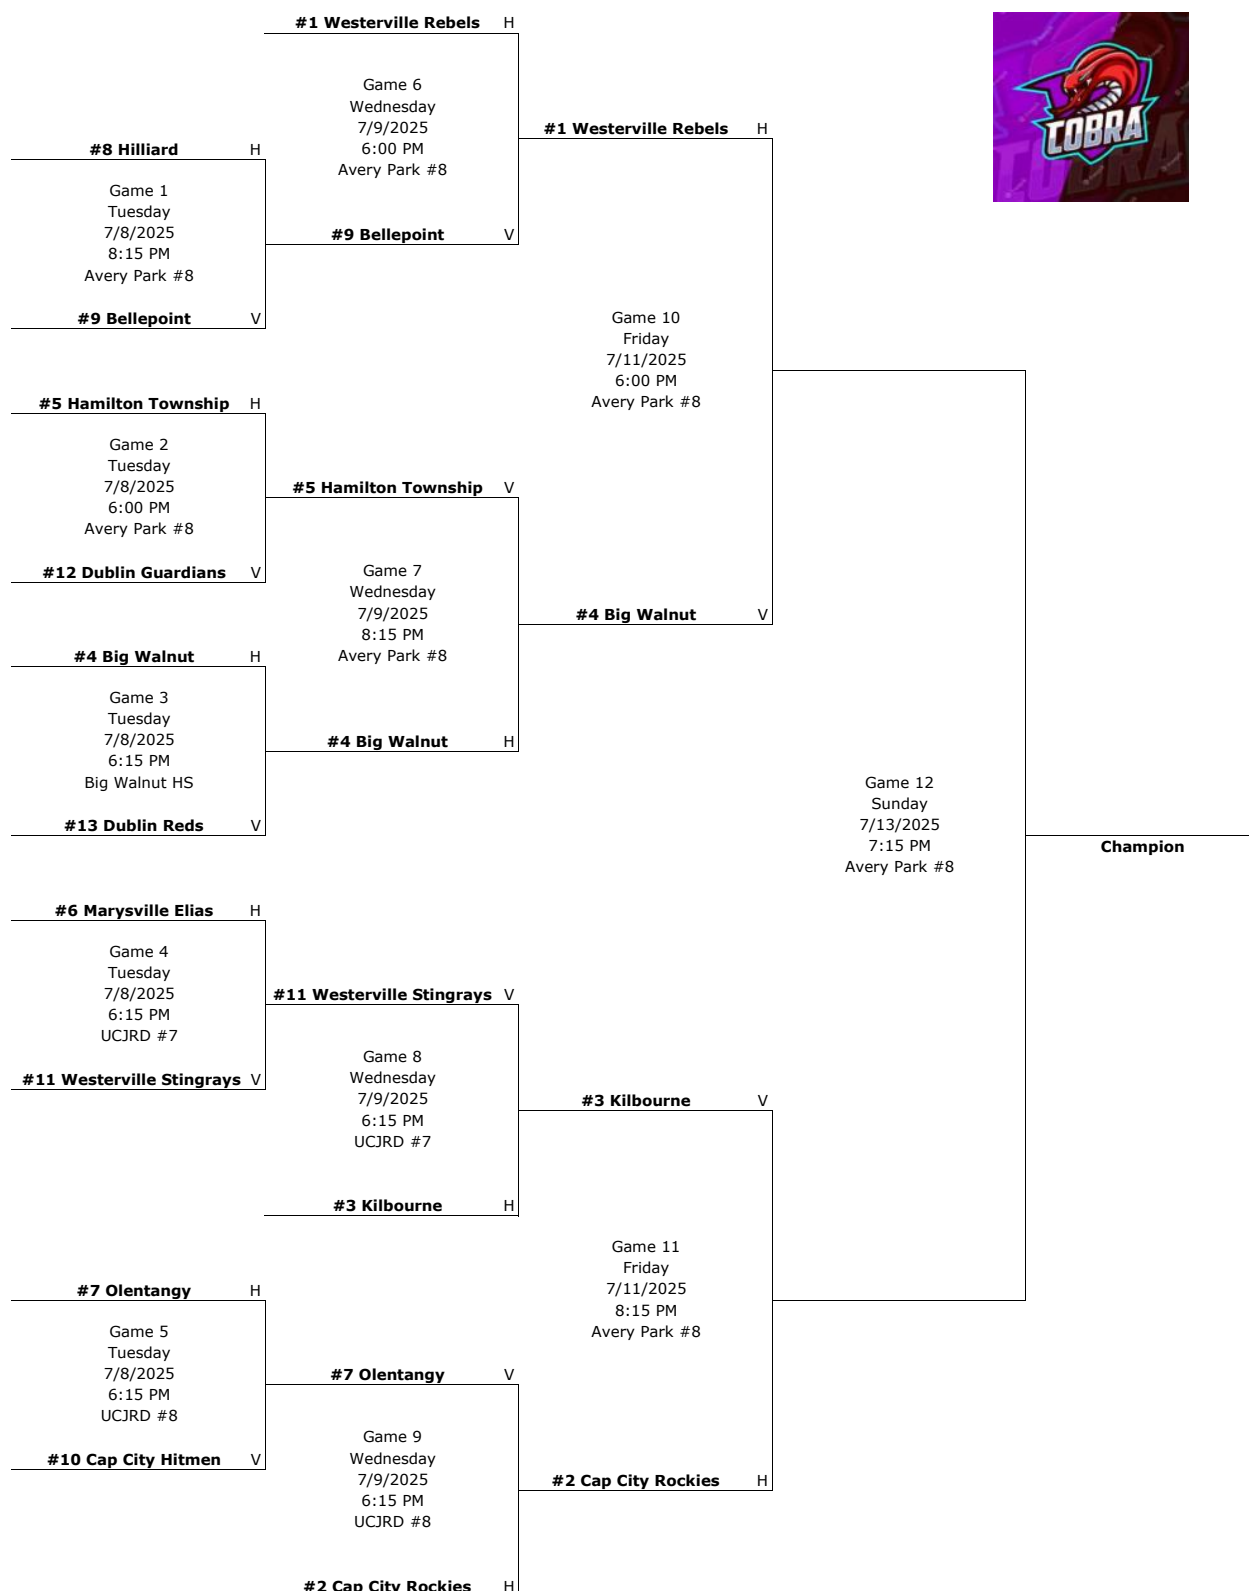 #1 Westerville Rebels H
Game 6
Wednesday
7/9/2025
6:00 PM
Avery Park #8
#1 Westerville Rebels H
COBRA
#8 Hilliard H
Game 1
Tuesday
7/8/2025
8:15 PM
Avery Park #8
#9 Bellepoint V
#9 Bellepoint V
Game 10
Friday
7/11/2025
6:00 PM
Avery Park #8
#5 Hamilton Township H
Game 2
Tuesday
7/8/2025
6:00 PM
Avery Park #8
#5 Hamilton Township V
#12 Dublin Guardians V
Game 7
Wednesday
7/9/2025
8:15 PM
Avery Park #8
#4 Big Walnut V
#4 Big Walnut H
Game 3
Tuesday
7/8/2025
6:15 PM
Big Walnut HS
#4 Big Walnut H
#13 Dublin Reds V
Game 12
Sunday
7/13/2025
7:15 PM
Avery Park #8
Champion
#6 Marysville Elias H
Game 4
Tuesday
7/8/2025
6:15 PM
UCJRD #7
#11 Westerville Stingrays V
#11 Westerville Stingrays V
Game 8
Wednesday
7/9/2025
6:15 PM
UCJRD #7
#3 Kilbourne V
#3 Kilbourne H
Game 11
Friday
7/11/2025
8:15 PM
Avery Park #8
#7 Olentangy H
Game 5
Tuesday
7/8/2025
6:15 PM
UCJRD #8
#7 Olentangy V
#10 Cap City Hitmen V
Game 9
Wednesday
7/9/2025
6:15 PM
UCJRD #8
#2 Cap City Rockies H
#2 Cap City Rockies H